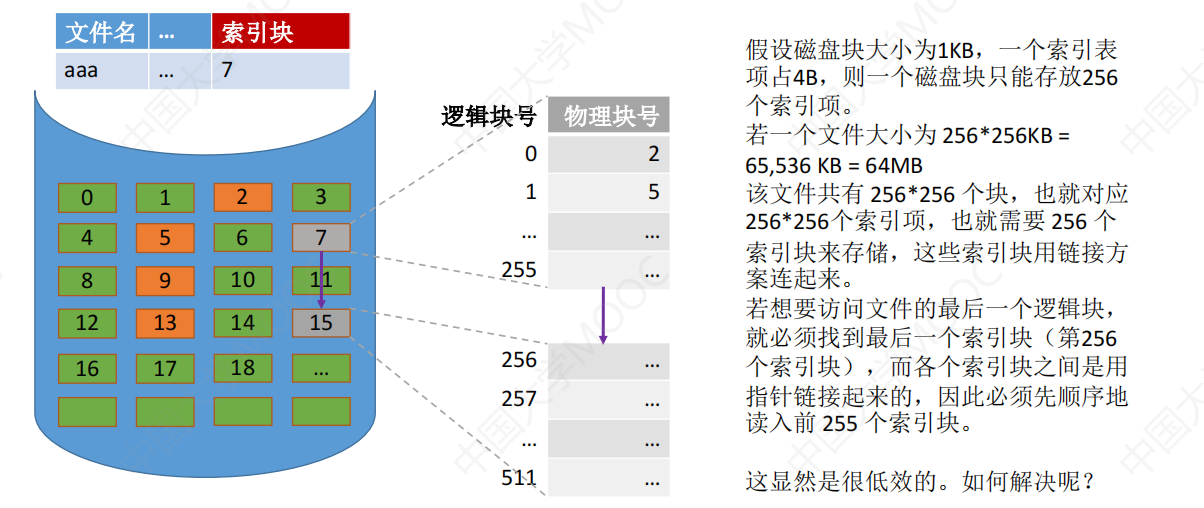 文件名 … 索引块
aaa … 7
0 1 2 3
4 5 6 7
8 9 10 11
12 13 14 15
16 17 18 …
逻辑块号 物理块号
0 2
1 5
… …
255 …
256 …
257 …
… …
511 …
假设磁盘块大小为1KB，一个索引表
项占4B，则一个磁盘块只能存放256
个索引项。
若一个文件大小为 256*256KB =
65,536 KB = 64MB
该文件共有 256*256 个块，也就对应
256*256个索引项，也就需要 256 个
索引块来存储，这些索引块用链接方
案连起来。
若想要访问文件的最后一个逻辑块，
就必须找到最后一个索引块（第256
个索引块），而各个索引块之间是用
指针链接起来的，因此必须先顺序地
读入前 255 个索引块。
这显然是很低效的。如何解决呢？
中国大学MOOC